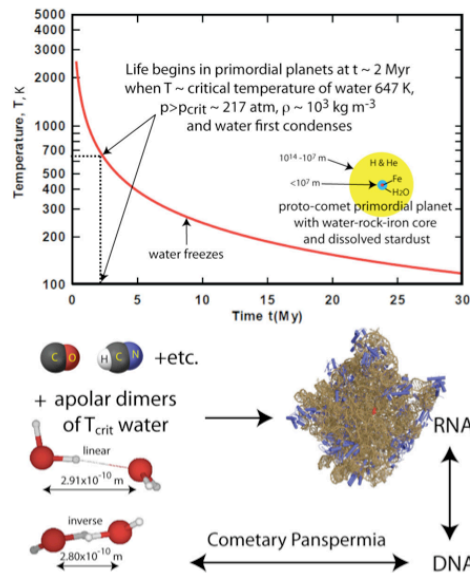 5000
4000
3000
2000
1000
700
500
400
300
200
100
Temperature, T, K
0
5
10
15
20
25
30
Time t(My)
Life begins in primordial planets at t ~ 2 Myr
when T ~ critical temperature of water 647 K,
p>p_crit ~ 217 atm, ρ ~ 10³ kg m⁻³
and water first condenses
water freezes
10¹⁴ -10⁷ m
<10⁷ m
H & He
Fe
H₂O
proto-comet primordial planet
with water-rock-iron core
and dissolved stardust
C O H C N +etc.
+ apolar dimers
of T_crit water
linear
2.91x10⁻¹⁰ m
inverse
2.80x10⁻¹⁰ m
RNA
Cometary Panspermia
DNA